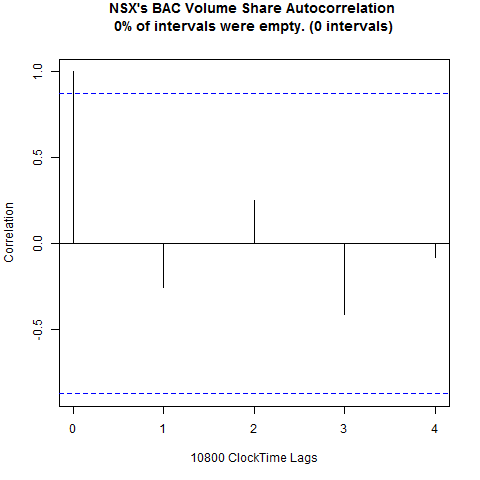 NSX's BAC Volume Share Autocorrelation
0% of intervals were empty. (0 intervals)
1.0
0.5
0.0
-0.5
Correlation
0 1 2 3 4
10800 ClockTime Lags